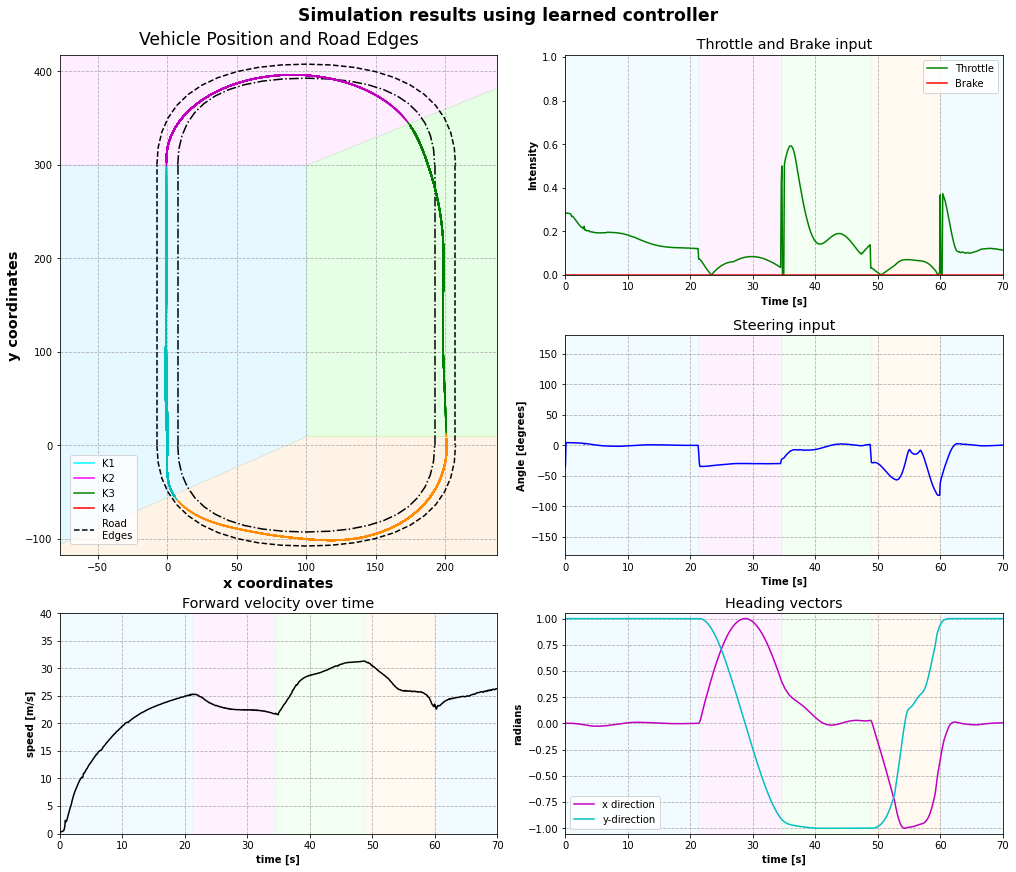 Simulation results using learned controller
Vehicle Position and Road Edges
400
300
200
100
0
−100
−50
0
50
100
150
200
y coordinates
x coordinates
K1
K2
K3
K4
Road
Edges
Throttle and Brake input
1.0
0.8
0.6
0.4
0.2
0.0
0
10
20
30
40
50
60
70
Intensity
Time [s]
Throttle
Brake
Steering input
150
100
50
0
−50
−100
−150
0
10
20
30
40
50
60
70
Angle [degrees]
Time [s]
Forward velocity over time
40
35
30
25
20
15
10
5
0
0
10
20
30
40
50
60
70
speed [m/s]
time [s]
Heading vectors
1.00
0.75
0.50
0.25
0.00
−0.25
−0.50
−0.75
−1.00
0
10
20
30
40
50
60
70
radians
time [s]
x direction
y-direction